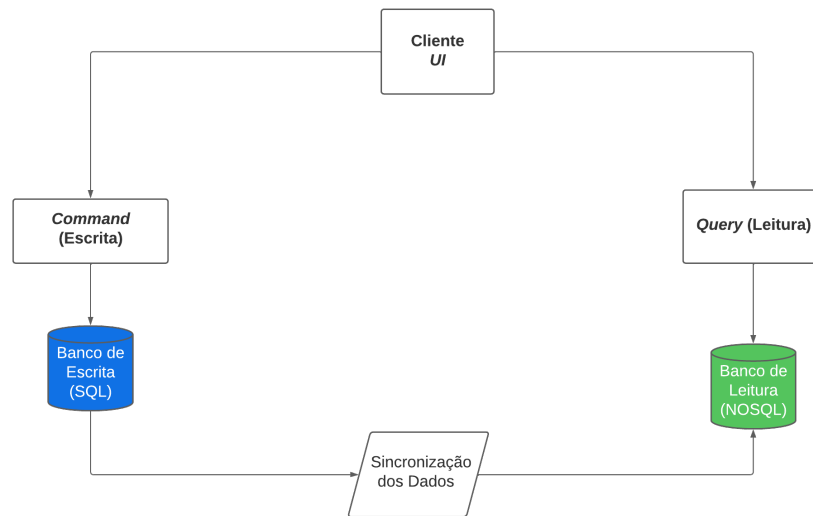 Cliente
UI
Command
(Escrita)
Query (Leitura)
Banco de
Escrita
(SQL)
Banco de
Leitura
(NOSQL)
Sincronização
dos Dados